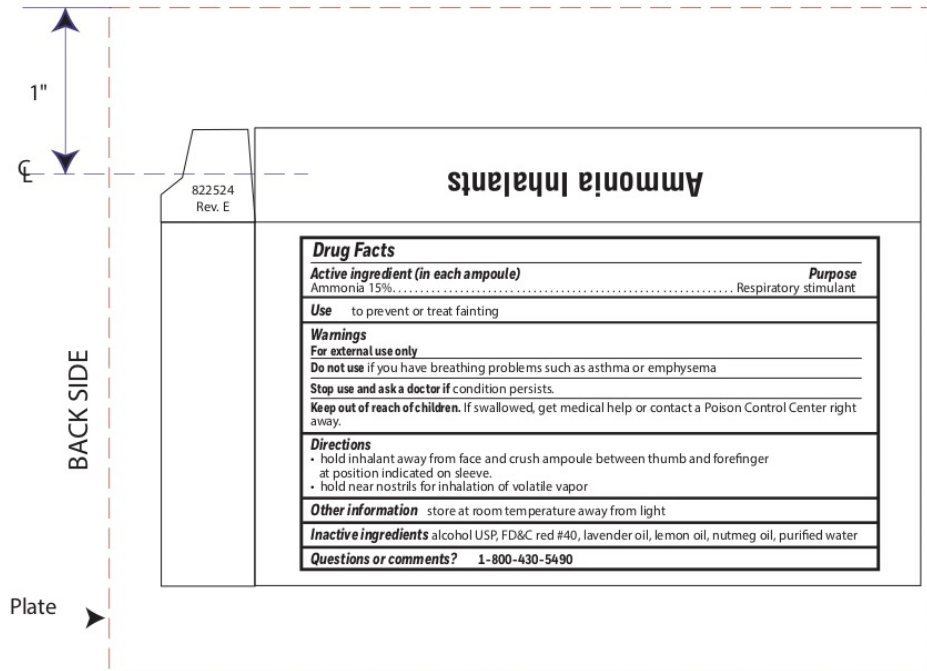 1"
℄
822524
Rev. E
Ammonia Inhalants
Drug Facts
Active ingredient (in each ampoule) Purpose
Ammonia 15%............................................................... Respiratory stimulant
Use to prevent or treat fainting
Warnings
For external use only
Do not use if you have breathing problems such as asthma or emphysema
Stop use and ask a doctor if condition persists.
Keep out of reach of children. If swallowed, get medical help or contact a Poison Control Center right
away.
Directions
• hold inhalant away from face and crush ampoule between thumb and forefinger
at position indicated on sleeve.
• hold near nostrils for inhalation of volatile vapor
Other information store at room temperature away from light
Inactive ingredients alcohol USP, FD&C red #40, lavender oil, lemon oil, nutmeg oil, purified water
Questions or comments? 1-800-430-5490
BACK SIDE
Plate